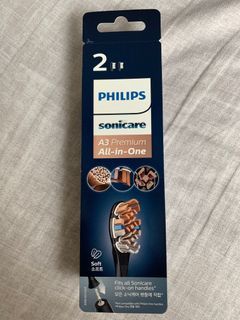 2
PHILIPS
sonicare
A3 Premium
All-in-One
Soft
소프트
Fits all Sonicare
click-on handles*
모든 소닉케어 핸들에 적합*